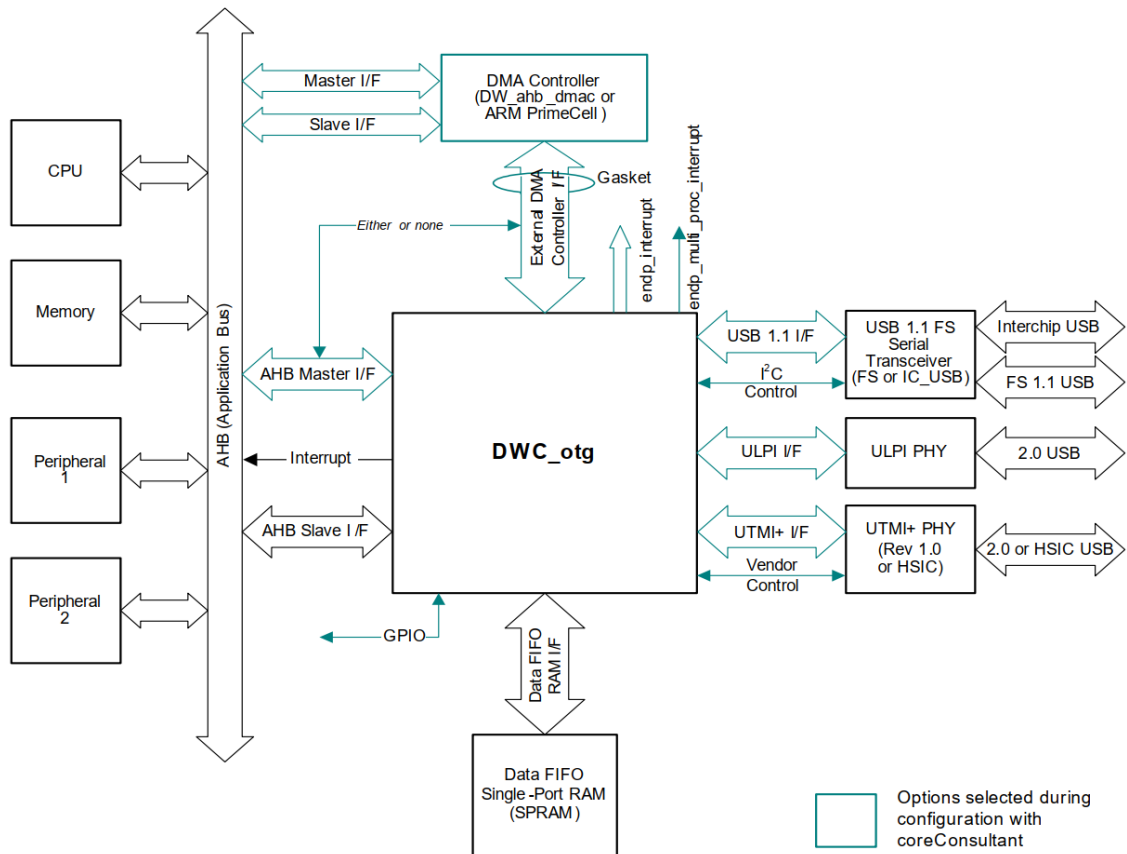 Master I/F
DMA Controller
(DW_ahb_dmac or
ARM PrimeCell)
Slave I/F
CPU
Gasket
External DMA
Controller I/F
Either or none
endp_interrupt
endp_multi_proc_interrupt
Memory
AHB (Application Bus)
AHB Master I/F
DWC_otg
USB 1.1 I/F
USB 1.1 FS
Serial
Transceiver
(FS or IC_USB)
Interchip USB
I²C
Control
FS 1.1 USB
Peripheral
1
Interrupt
ULPI I/F
ULPI PHY
2.0 USB
AHB Slave I/F
UTMI+ I/F
UTMI+ PHY
(Rev 1.0
or HSIC)
2.0 or HSIC USB
Vendor
Control
Peripheral
2
GPIO
Data FIFO
RAM I/F
Data FIFO
Single-Port RAM
(SPRAM)
Options selected during
configuration with
coreConsultant